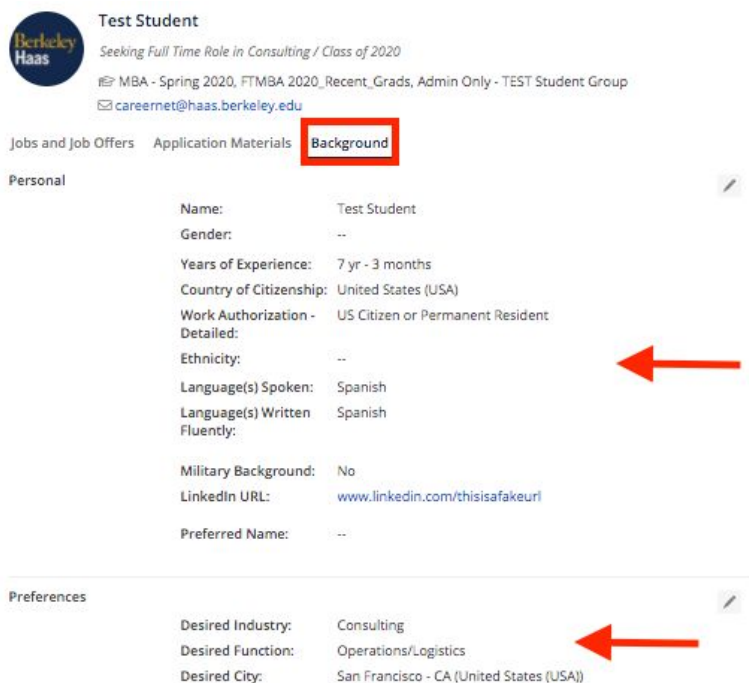 Berkeley
Haas
Test Student
Seeking Full Time Role in Consulting / Class of 2020
MBA - Spring 2020, FTMBA 2020_Recent_Grads, Admin Only - TEST Student Group
careernet@haas.berkeley.edu
Jobs and Job Offers Application Materials Background
Personal
Name: Test Student
Gender: --
Years of Experience: 7 yr - 3 months
Country of Citizenship: United States (USA)
Work Authorization - US Citizen or Permanent Resident
Detailed:
Ethnicity: --
Language(s) Spoken: Spanish
Language(s) Written Spanish
Fluently:
Military Background: No
LinkedIn URL: www.linkedin.com/thisisafakeurl
Preferred Name: --
Preferences
Desired Industry: Consulting
Desired Function: Operations/Logistics
Desired City: San Francisco - CA (United States (USA))